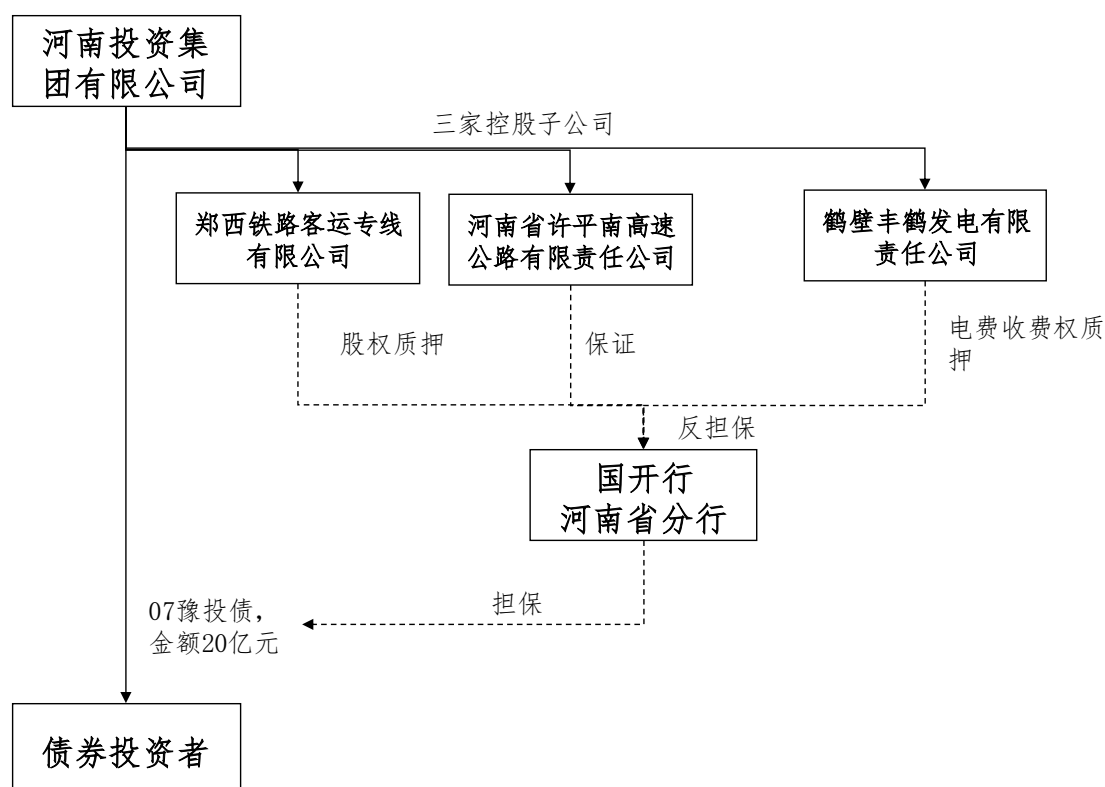 河南投资集
团有限公司
三家控股子公司
郑西铁路客运专线
有限公司
河南省许平南高速
公路有限责任公司
鹤壁丰鹤发电有限
责任公司
股权质押
保证
电费收费权质
押
反担保
国开行
河南省分行
担保
07豫投债，
金额20亿元
债券投资者